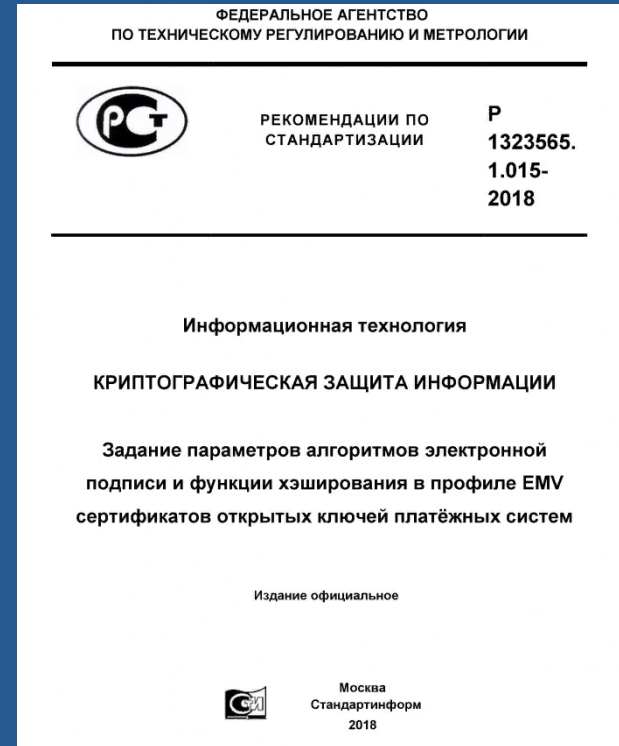 ФЕДЕРАЛЬНОЕ АГЕНТСТВО
ПО ТЕХНИЧЕСКОМУ РЕГУЛИРОВАНИЮ И МЕТРОЛОГИИ
РСТ
РЕКОМЕНДАЦИИ ПО
СТАНДАРТИЗАЦИИ
Р
1323565.
1.015-
2018
Информационная технология
КРИПТОГРАФИЧЕСКАЯ ЗАЩИТА ИНФОРМАЦИИ
Задание параметров алгоритмов электронной
подписи и функции хэширования в профиле EMV
сертификатов открытых ключей платёжных систем
Издание официальное
Москва
Стандартинформ
2018